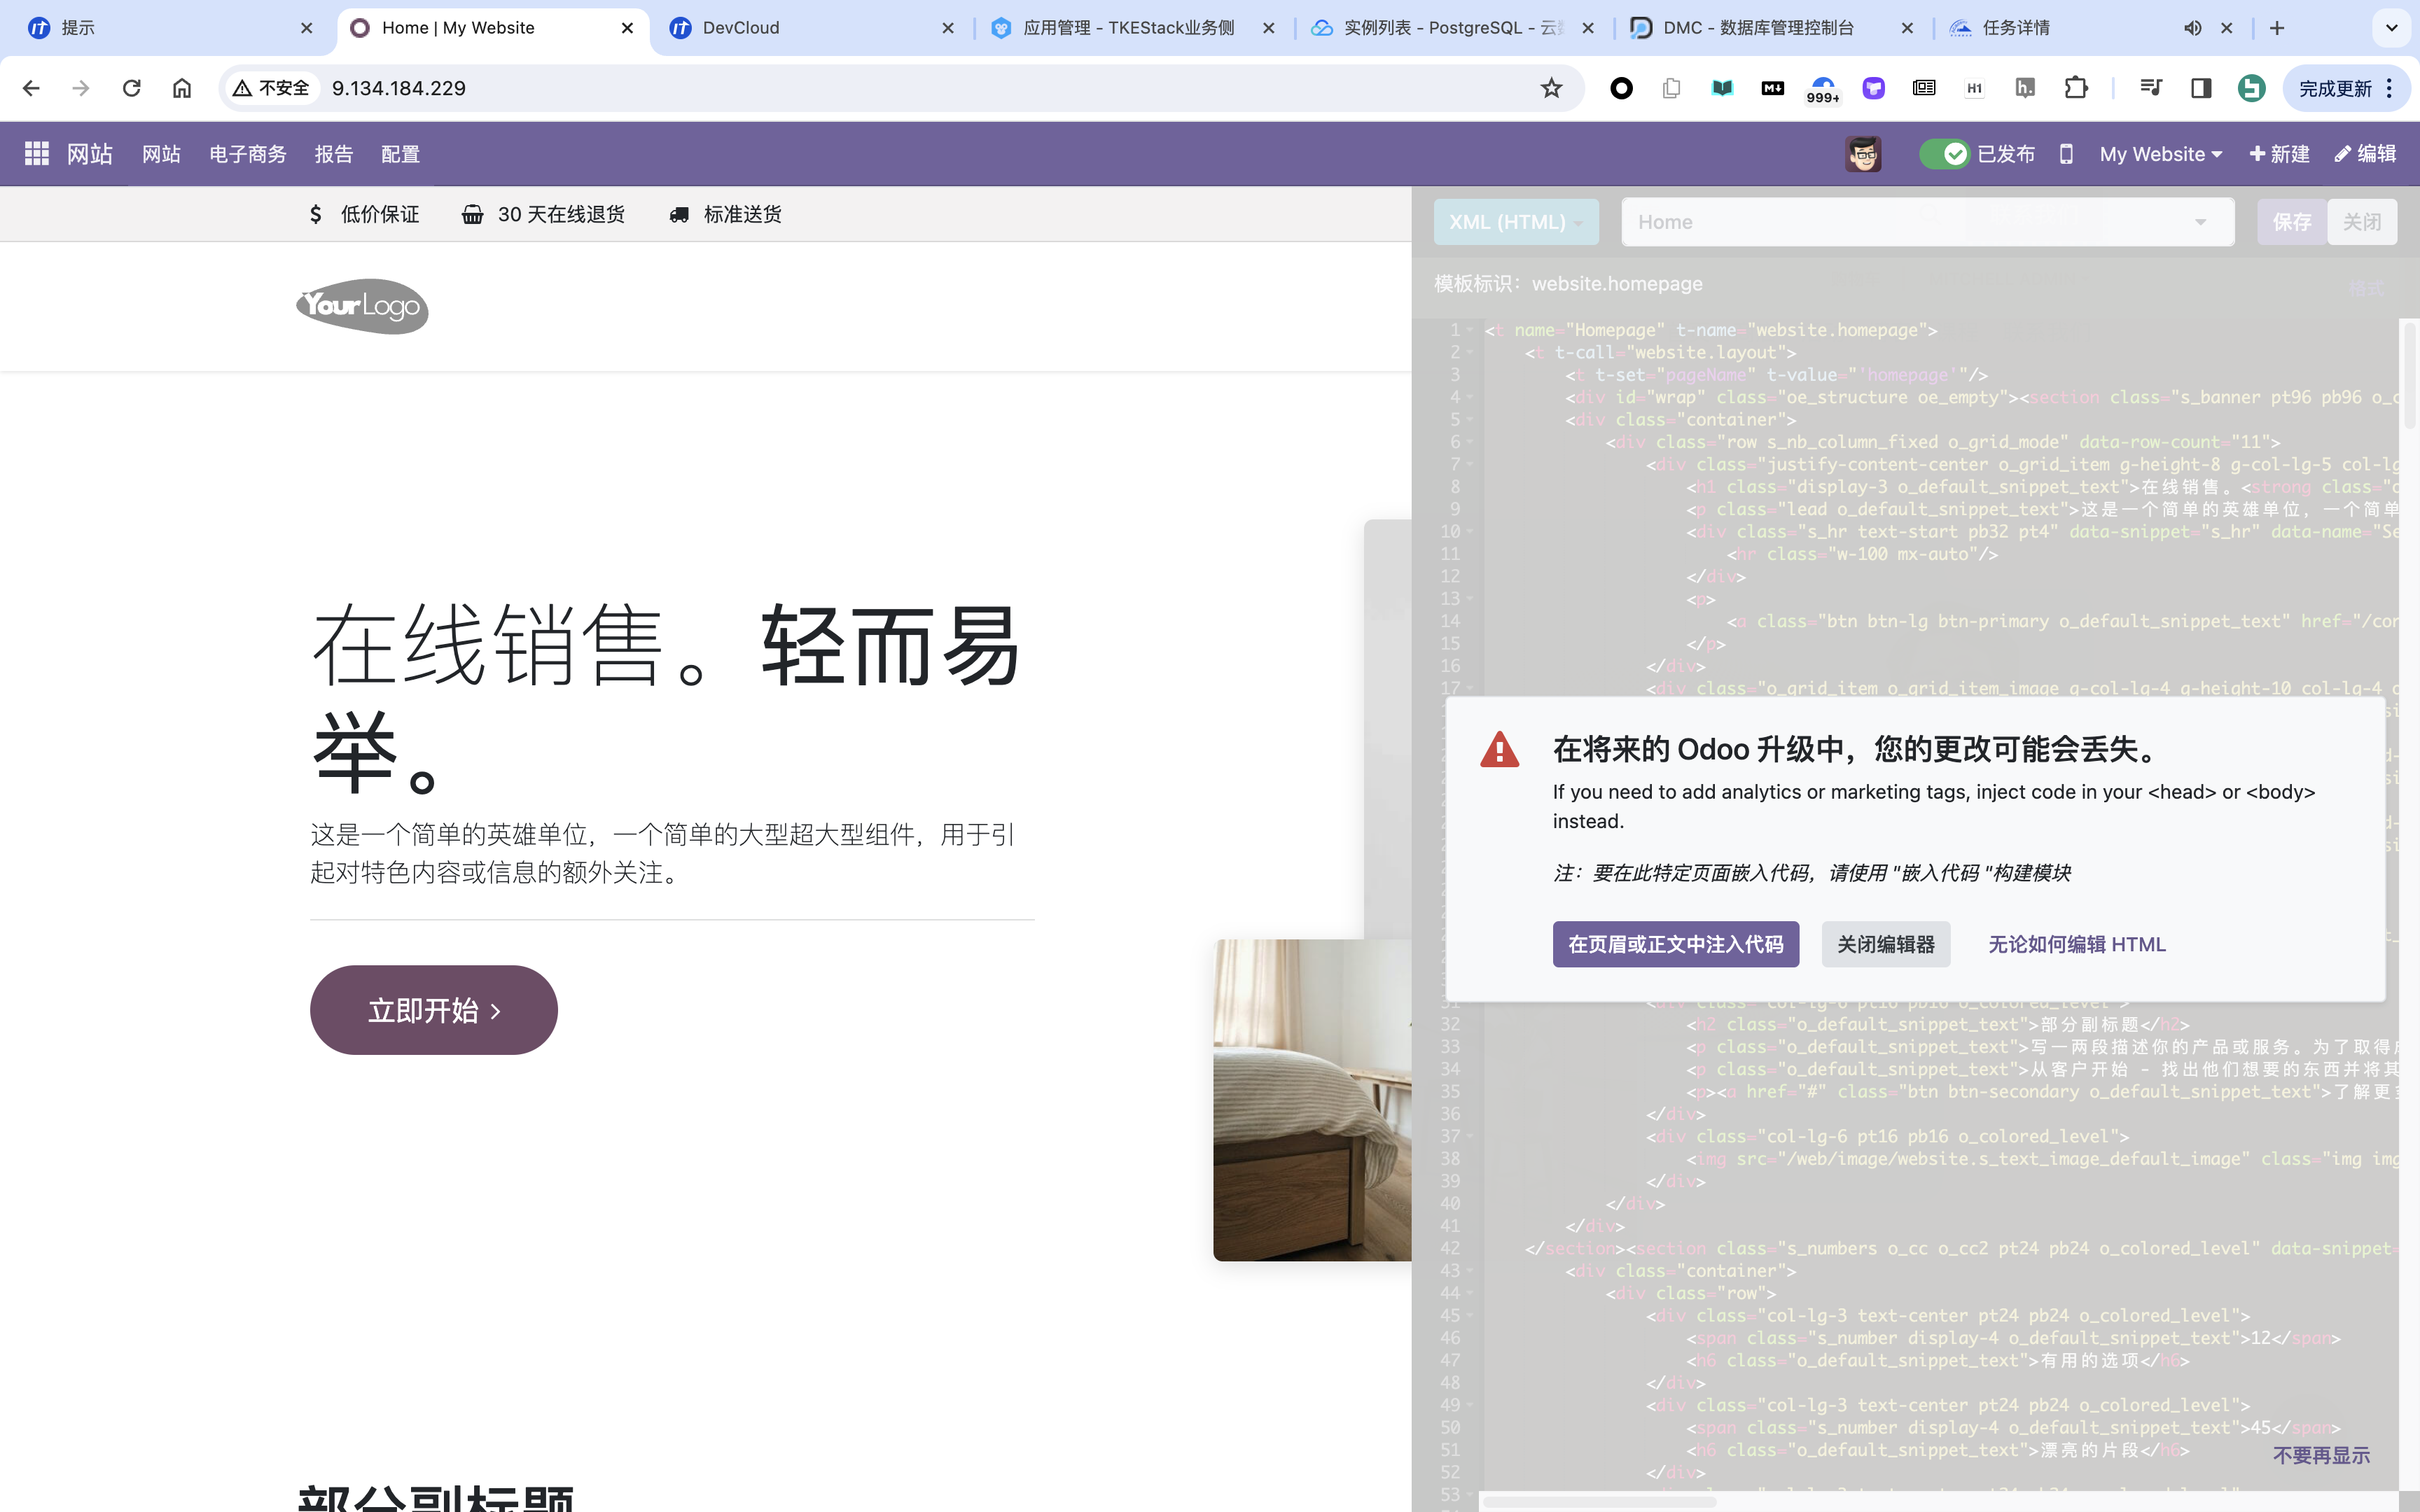 提示
Home | My Website
DevCloud
应用管理 - TKEStack业务侧
实例列表 - PostgreSQL - 云
DMC - 数据库管理控制台
任务详情
不安全
9.134.184.229
M↓
999+
H1
h.
完成更新
网站
网站
电子商务
报告
配置
已发布
My Website
新建
编辑
低价保证
30 天在线退货
标准送货
YourLogo
在线销售。轻而易
举。
这是一个简单的英雄单位，一个简单的大型超大型组件，用于引
起对特色内容或信息的额外关注。
立即开始
部分副标题
XML (HTML)
Home
保存
关闭
模板标识：website.homepage
格式
1 <t name="Homepage" t-name="website.homepage">
2 <t t-call="website.layout">
3 <t t-set="pageName" t-value="'homepage'"/>
4 <div id="wrap" class="oe_structure oe_empty"><section class="s_banner pt96 pb96 o_c
5 <div class="container">
6 <div class="row s_nb_column_fixed o_grid_mode" data-row-count="11">
7 <div class="justify-content-center o_grid_item g-height-8 g-col-lg-5 col-lg
8 <h1 class="display-3 o_default_snippet_text">在线销售。<strong class="o
9 <p class="lead o_default_snippet_text">这是一个简单的英雄单位，一个简单
10 <div class="s_hr text-start pb32 pt4" data-snippet="s_hr" data-name="Se
11 <hr class="w-100 mx-auto"/>
12 </div>
13 <p>
14 <a class="btn btn-lg btn-primary o_default_snippet_text" href="/con
15 </p>
16 </div>
17 <div class="o_grid_item o_grid_item_image g-col-lg-4 g-height-10 col-lg-4 o
在将来的 Odoo 升级中，您的更改可能会丢失。
If you need to add analytics or marketing tags, inject code in your <head> or <body>
instead.
注：要在此特定页面嵌入代码，请使用 "嵌入代码 "构建模块
在页眉或正文中注入代码
关闭编辑器
无论如何编辑 HTML
31 <div class="col-lg-6 pt16 pb16 o_colored_level">
32 <h2 class="o_default_snippet_text">部分副标题</h2>
33 <p class="o_default_snippet_text">写一两段描述你的产品或服务。为了取得
34 <p class="o_default_snippet_text">从客户开始 - 找出他们想要的东西并将其
35 <p><a href="#" class="btn btn-secondary o_default_snippet_text">了解更
36 </div>
37 <div class="col-lg-6 pt16 pb16 o_colored_level">
38 <img src="/web/image/website.s_text_image_default_image" class="img img
39 </div>
40 </div>
41 </div>
42 </section><section class="s_numbers o_cc o_cc2 pt24 pb24 o_colored_level" data-snippet=
43 <div class="container">
44 <div class="row">
45 <div class="col-lg-3 text-center pt24 pb24 o_colored_level">
46 <span class="s_number display-4 o_default_snippet_text">12</span>
47 <h6 class="o_default_snippet_text">有用的选项</h6>
48 </div>
49 <div class="col-lg-3 text-center pt24 pb24 o_colored_level">
50 <span class="s_number display-4 o_default_snippet_text">45</span>
51 <h6 class="o_default_snippet_text">漂亮的片段</h6>
52 </div>
53
不要再显示